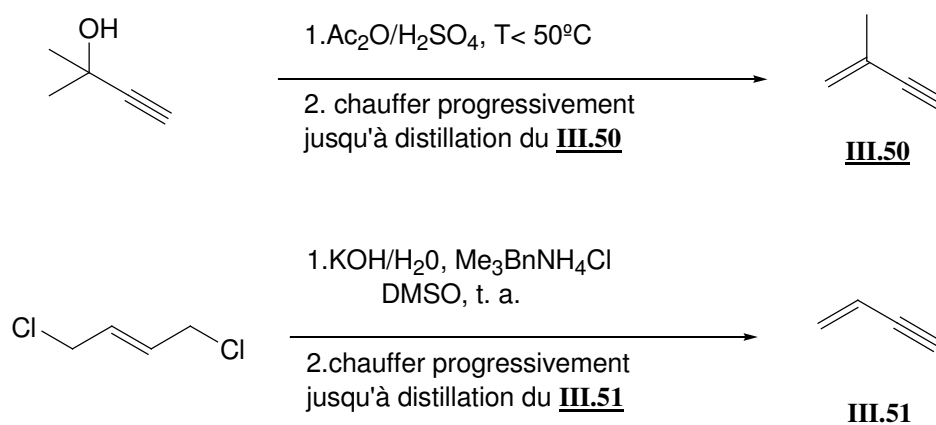 OH
1.Ac2O/H2SO4, T< 50ºC
2. chauffer progressivement
jusqu'à distillation du III.50
III.50
1.KOH/H20, Me3BnNH4Cl
DMSO, t. a.
Cl
Cl
2.chauffer progressivement
jusqu'à distillation du III.51
III.51